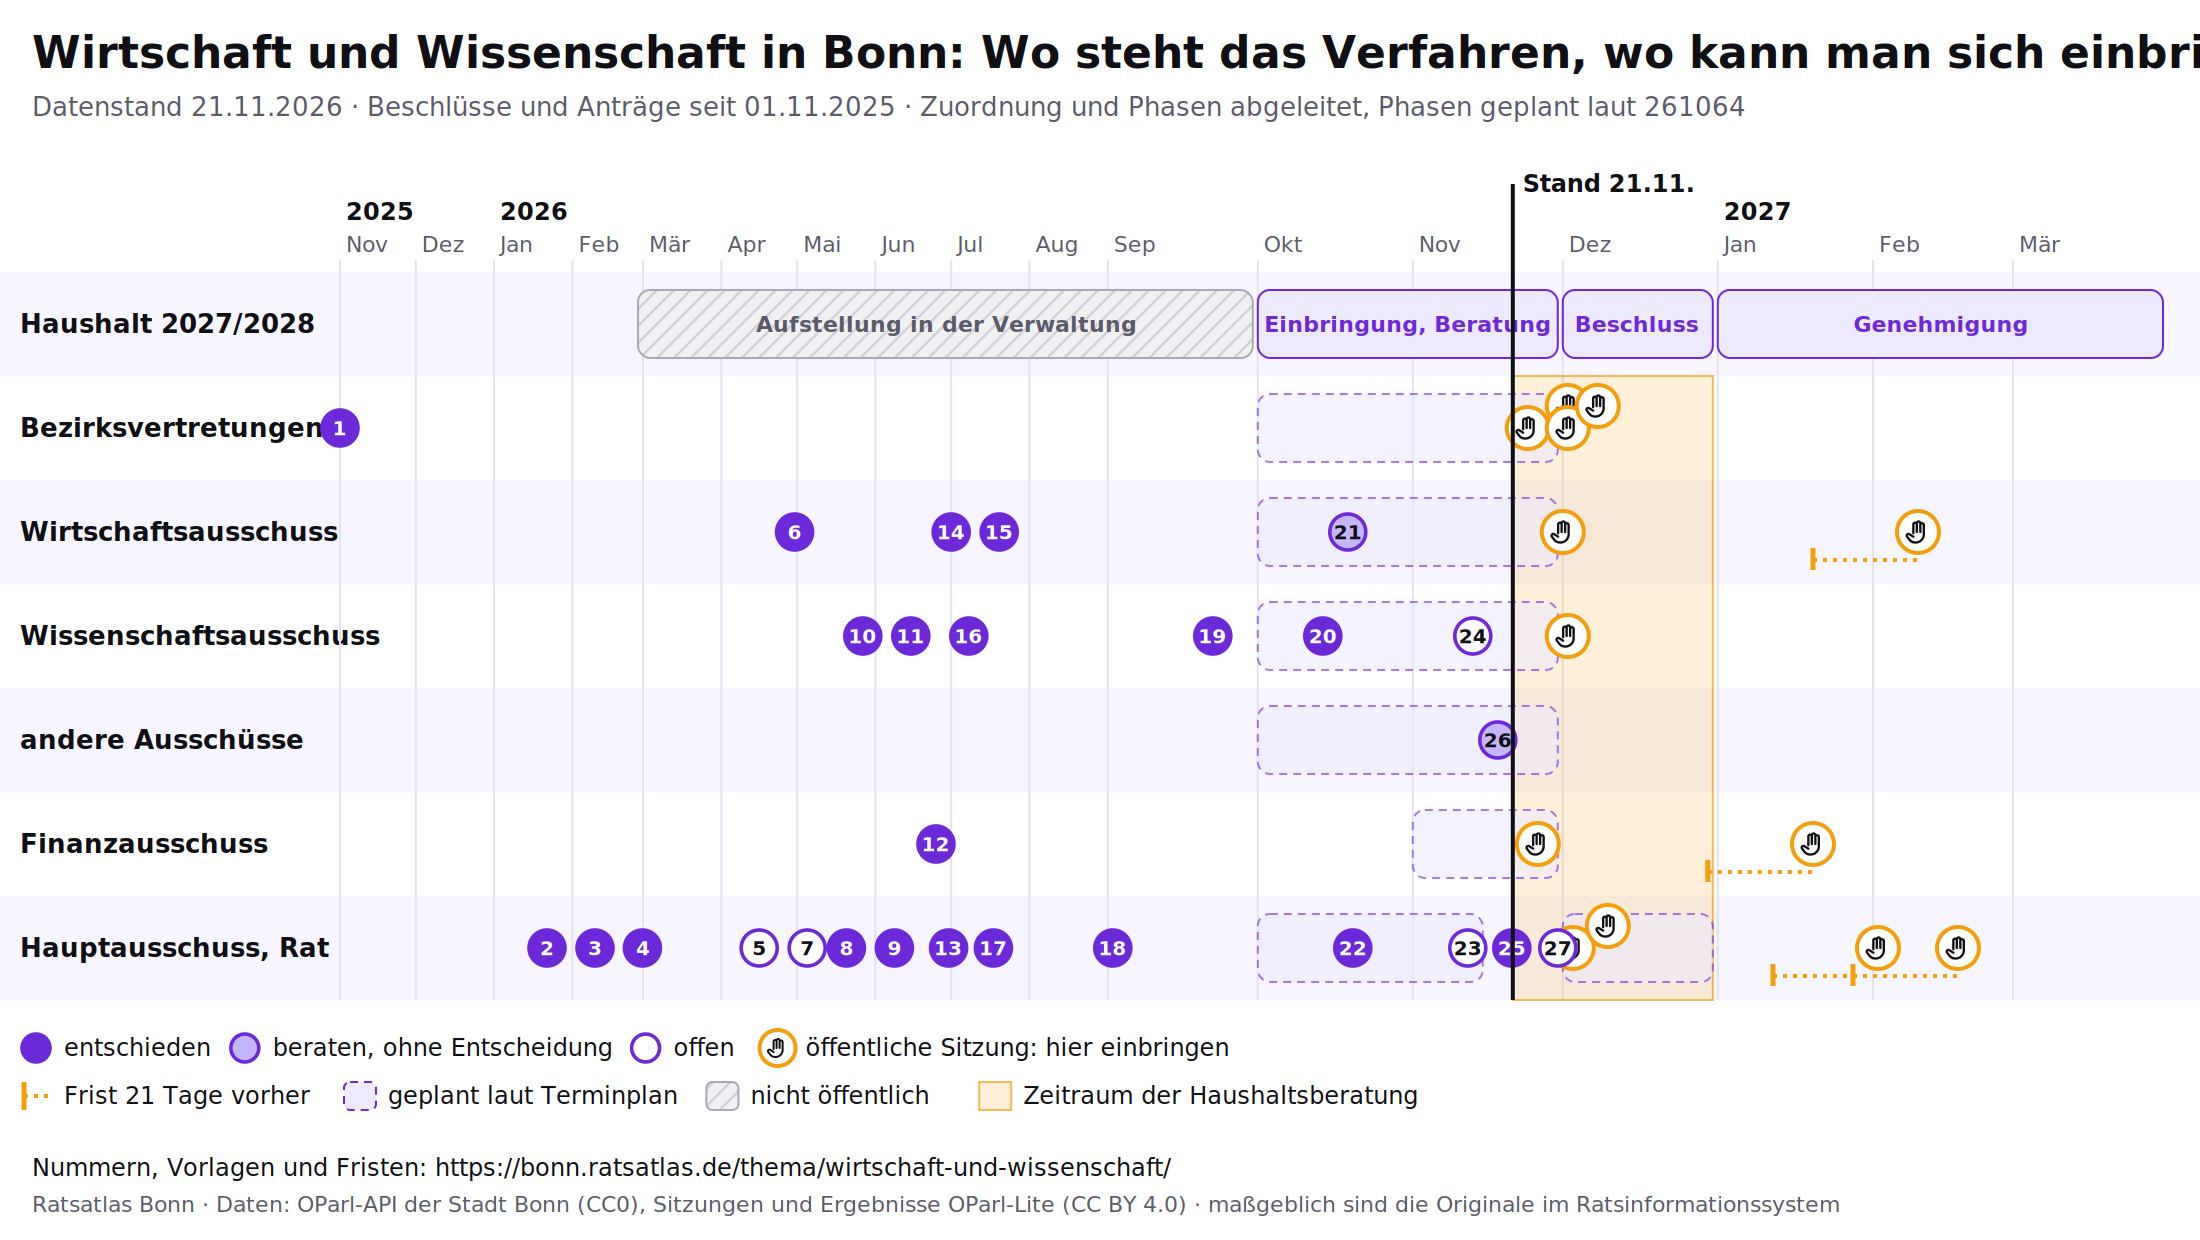 Wirtschaft und Wissenschaft in Bonn: Wo steht das Verfahren, wo kann man sich einbri
Datenstand 21.11.2026 · Beschlüsse und Anträge seit 01.11.2025 · Zuordnung und Phasen abgeleitet, Phasen geplant laut 261064
Stand 21.11.
2025 2026 2027
Nov Dez Jan Feb Mär Apr Mai Jun Jul Aug Sep Okt Nov Dez Jan Feb Mär
Haushalt 2027/2028 Aufstellung in der Verwaltung Einbringung, Beratung Beschluss Genehmigung
Bezirksvertretungen 1
Wirtschaftsausschuss 6 14 15 21
Wissenschaftsausschuss 10 11 16 19 20 24
andere Ausschüsse 26
Finanzausschuss 12
Hauptausschuss, Rat 2 3 4 5 7 8 9 13 17 18 22 23 25 27
entschieden beraten, ohne Entscheidung offen öffentliche Sitzung: hier einbringen
Frist 21 Tage vorher geplant laut Terminplan nicht öffentlich Zeitraum der Haushaltsberatung
Nummern, Vorlagen und Fristen: https://bonn.ratsatlas.de/thema/wirtschaft-und-wissenschaft/
Ratsatlas Bonn · Daten: OParl-API der Stadt Bonn (CC0), Sitzungen und Ergebnisse OParl-Lite (CC BY 4.0) · maßgeblich sind die Originale im Ratsinformationssystem